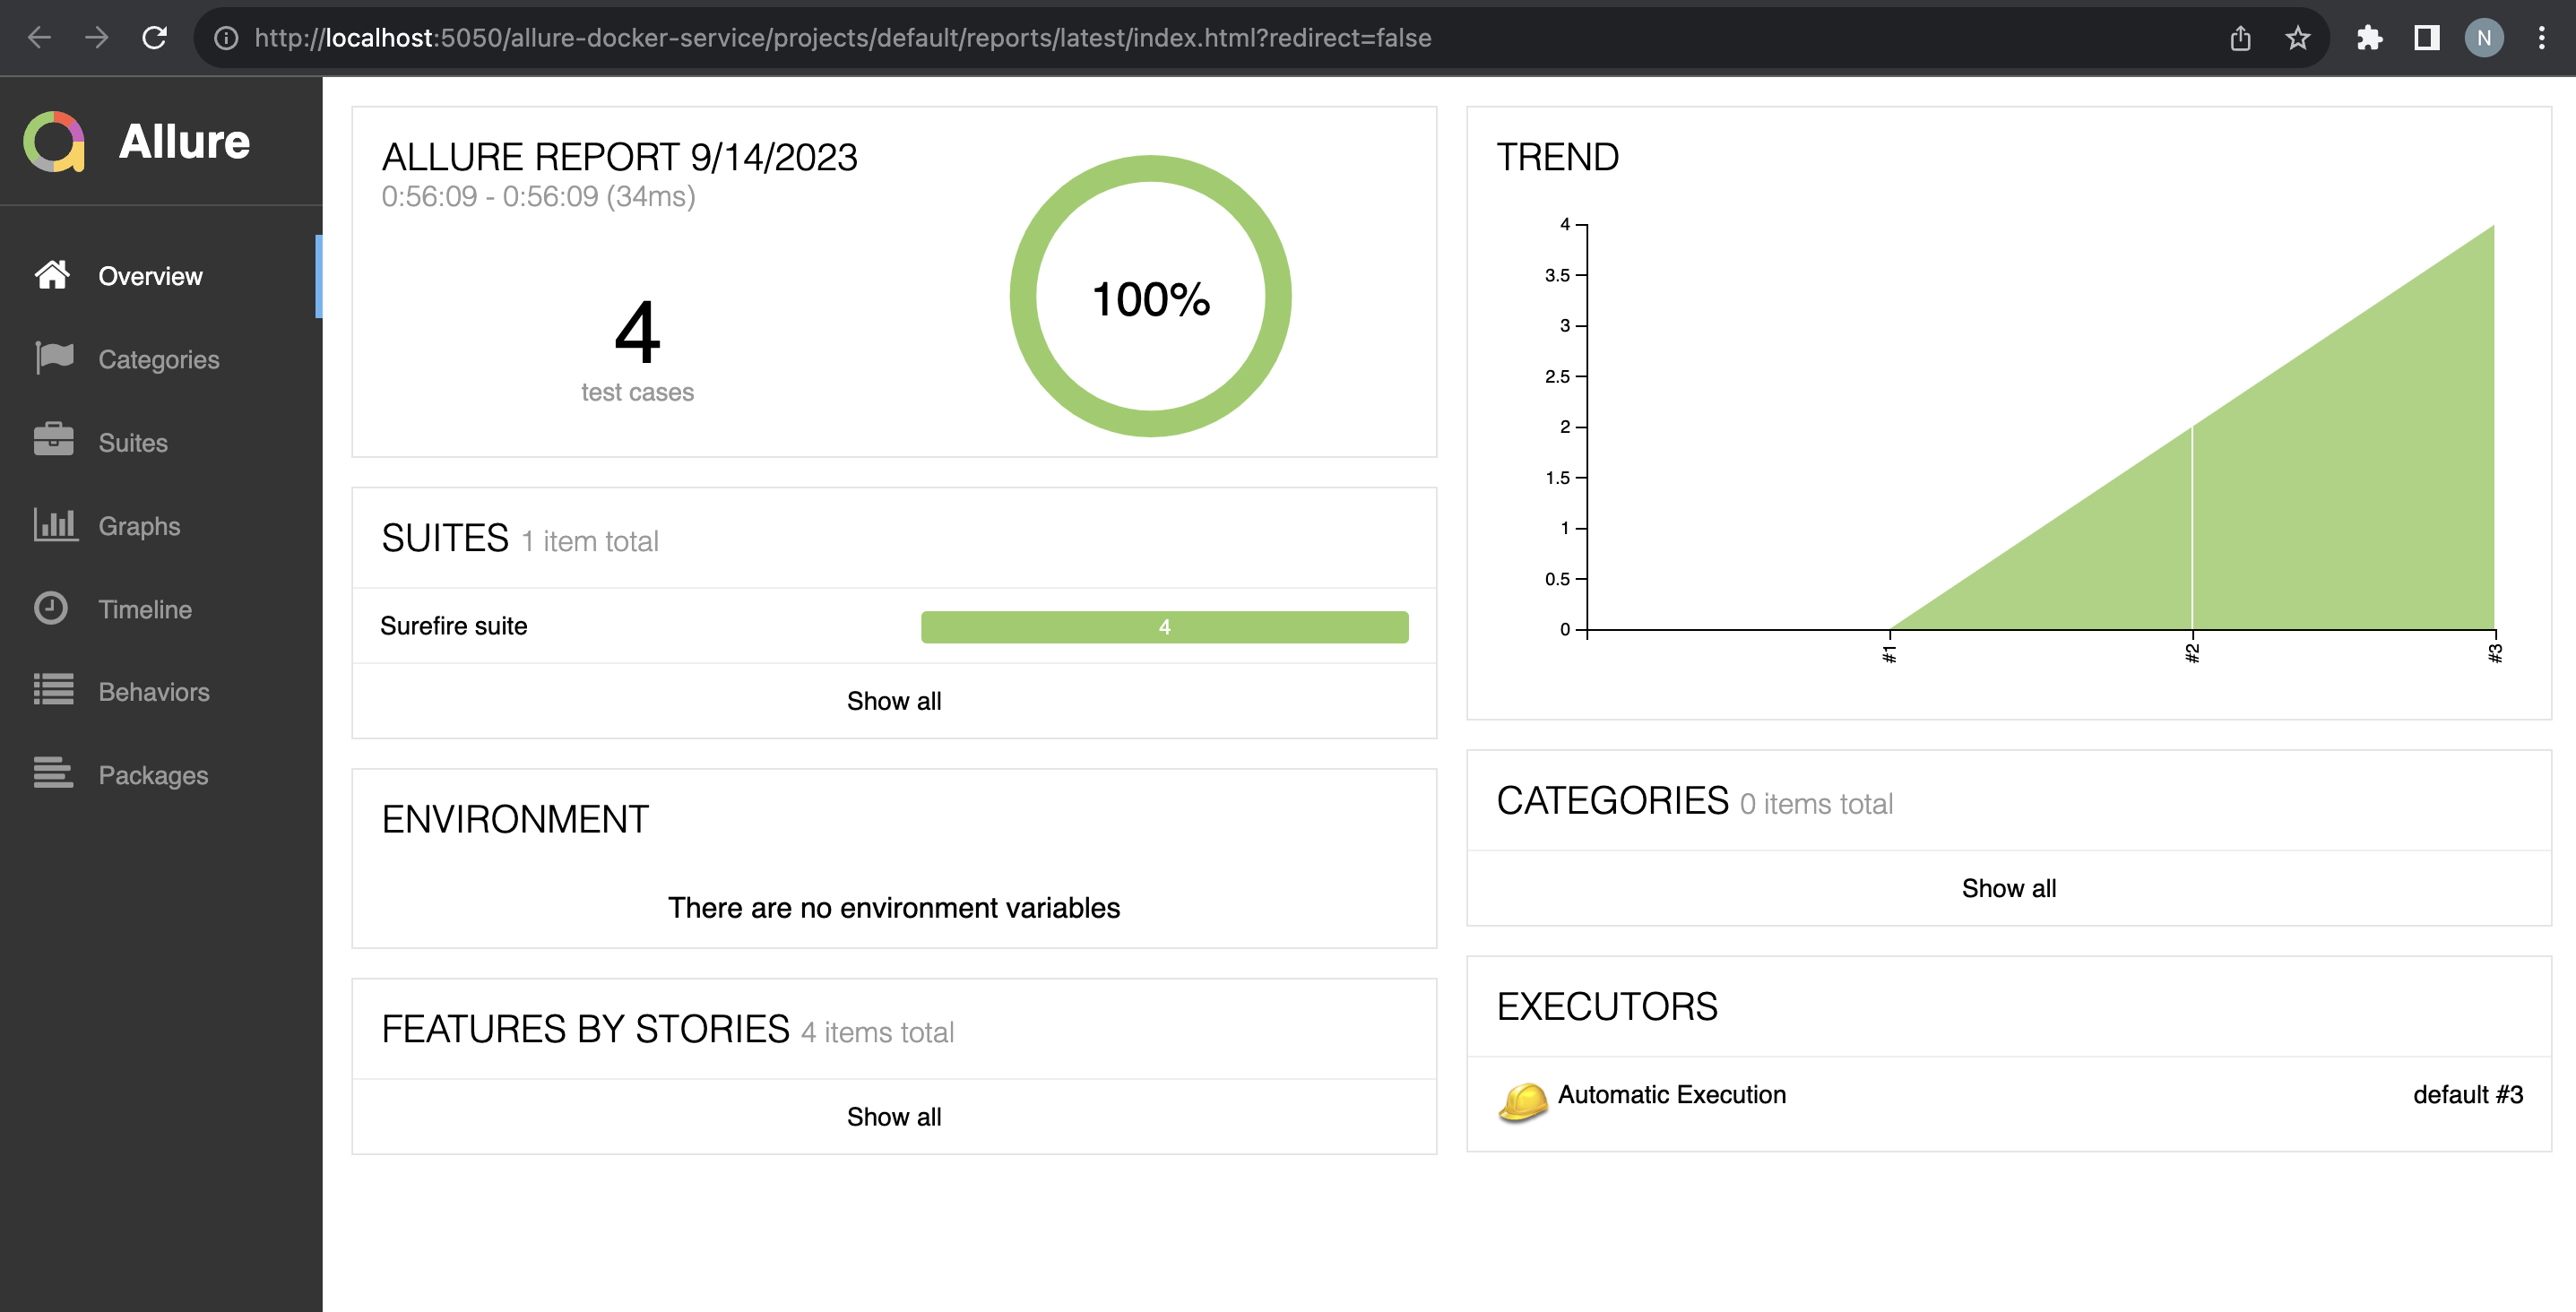 http://localhost:5050/allure-docker-service/projects/default/reports/latest/index.html?redirect=false
N
Allure
Overview
Categories
Suites
Graphs
Timeline
Behaviors
Packages
ALLURE REPORT 9/14/2023
0:56:09 - 0:56:09 (34ms)
4
test cases
100%
SUITES 1 item total
Surefire suite 4
Show all
ENVIRONMENT
There are no environment variables
FEATURES BY STORIES 4 items total
Show all
TREND
4
3.5
3
2.5
2
1.5
1
0.5
0
#1
#2
#3
CATEGORIES 0 items total
Show all
EXECUTORS
Automatic Execution default #3